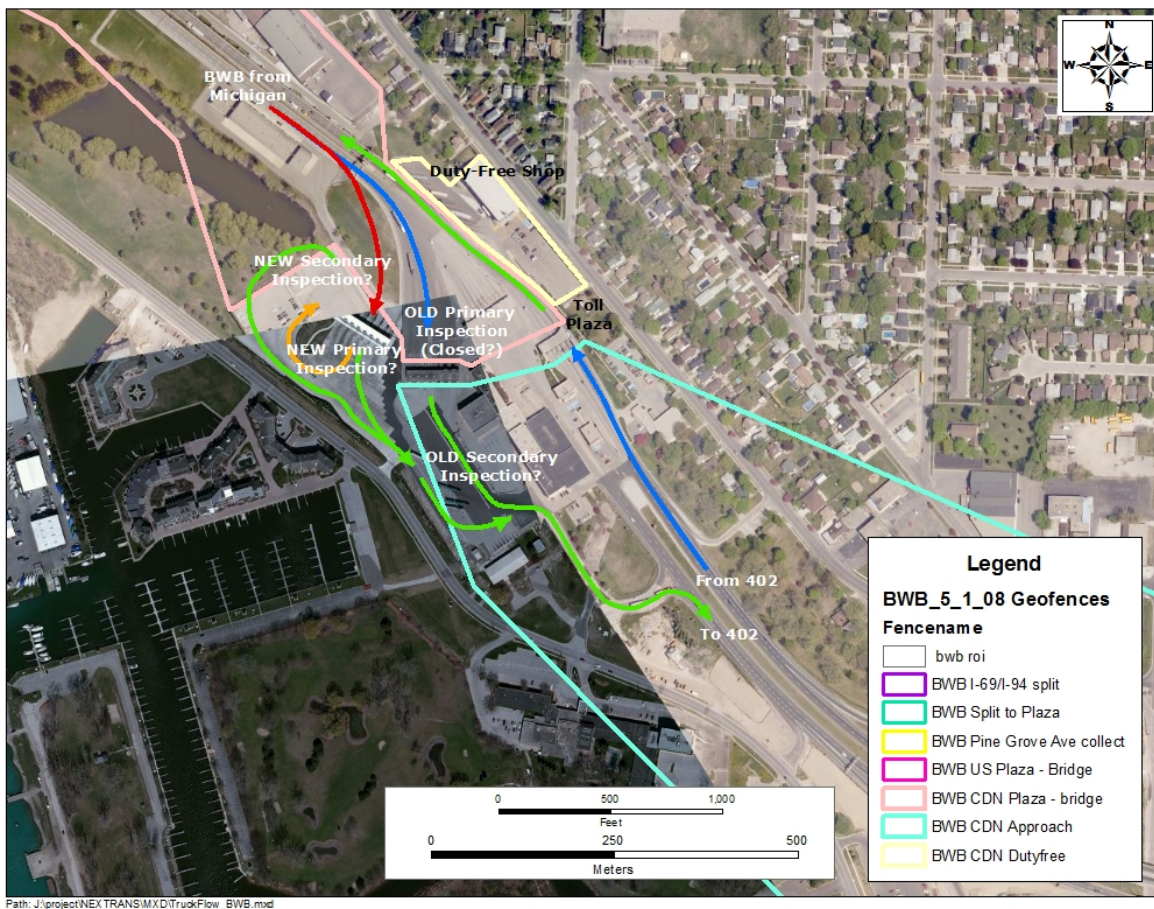 BWB from
Michigan
N
W
E
S
Duty-Free Shop
NEW Secondary
Inspection?
OLD Primary
Inspection
(Closed?)
Toll
Plaza
NEW Primary
Inspection?
OLD Secondary
Inspection?
From 402
To 402
Legend
BWB_5_1_08 Geofences
Fencename
bwb roi
BWB I-69/I-94 split
BWB Split to Plaza
BWB Pine Grove Ave collect
BWB US Plaza - Bridge
BWB CDN Plaza - bridge
BWB CDN Approach
BWB CDN Dutyfree
0 500 1,000
Feet
0 250 500
Meters
Path: J:\project\NEXTRANS\MXD\TruckFlow_BWB.mxd